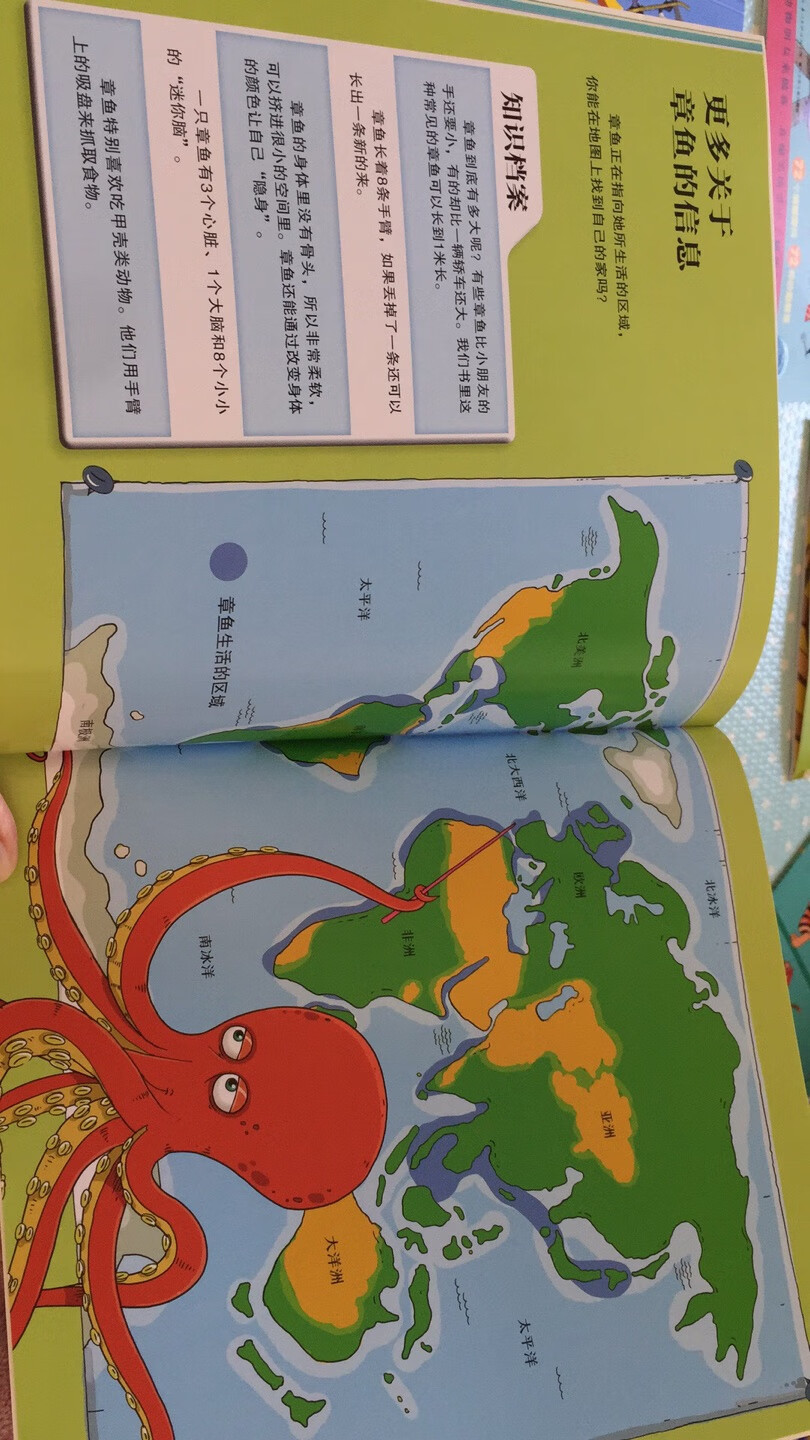 更多关于
章鱼的信息
章鱼正在指向她所生活的区域，
你能在地图上找到自己的家吗？
知识档案
章鱼到底有多大呢？有些章鱼比小朋友的
手还要小，有的却比一辆轿车还大。我们书里这
种常见的章鱼可以长到1米长。
章鱼长着8条手臂，如果丢掉了一条还可以
长出一条新的来。
章鱼的身体里没有骨头，所以非常柔软，
可以挤进很小的空间里。章鱼还能通过改变身体
的颜色让自己“隐身”。
一只章鱼有3个心脏、1个大脑和8个小小
的“迷你脑”。
章鱼特别喜欢吃甲壳类动物。他们用手臂
上的吸盘来抓取食物。
北美洲
太平洋
章鱼生活的区域
南极洲
北冰洋
北大西洋
欧洲
非洲
南冰洋
亚洲
大洋洲
太平洋